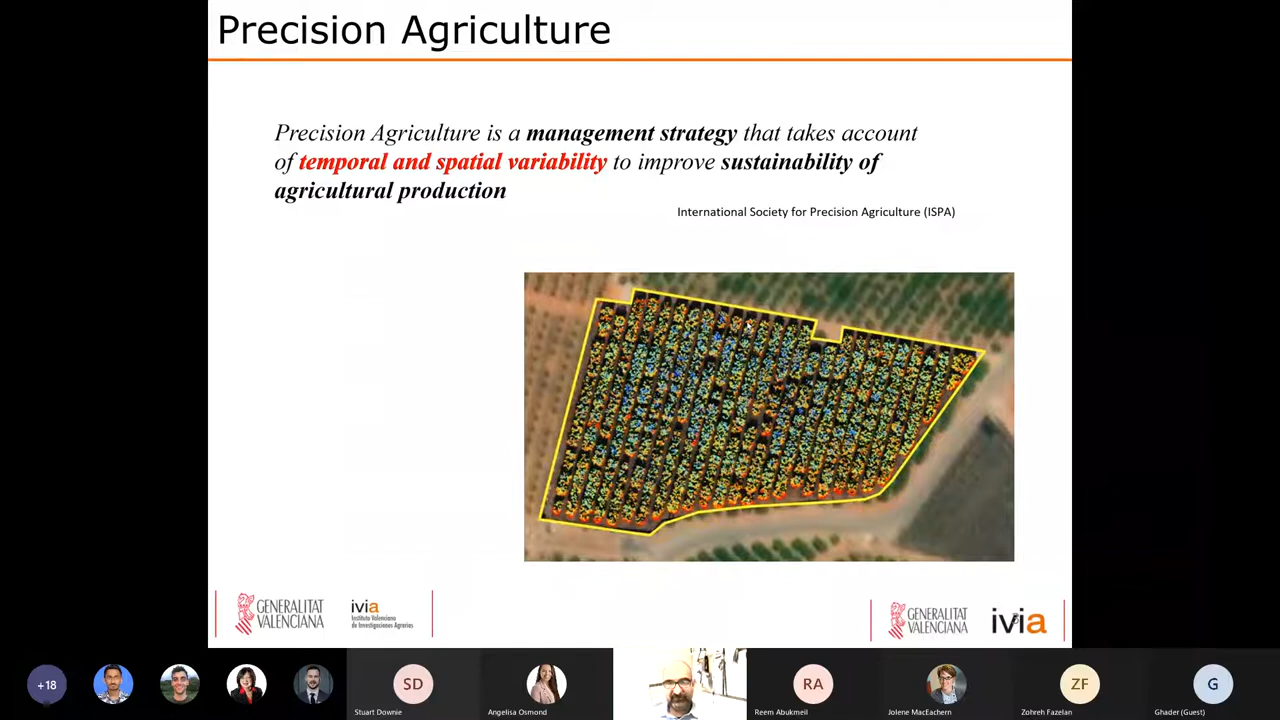 Precision Agriculture
Precision Agriculture is a management strategy that takes account
of temporal and spatial variability to improve sustainability of
agricultural production
International Society for Precision Agriculture (ISPA)
GENERALITAT
VALENCIANA
ivia
Institut Valencià
de Investigaciones Agrarias
GENERALITAT
VALENCIANA
ivia
+18
SD
RA
ZF
G
Stuart Downie
Angelisa Osmond
Reem Abukmeil
Jolene MacEachern
Zohreh Fazelan
Ghader (Guest)